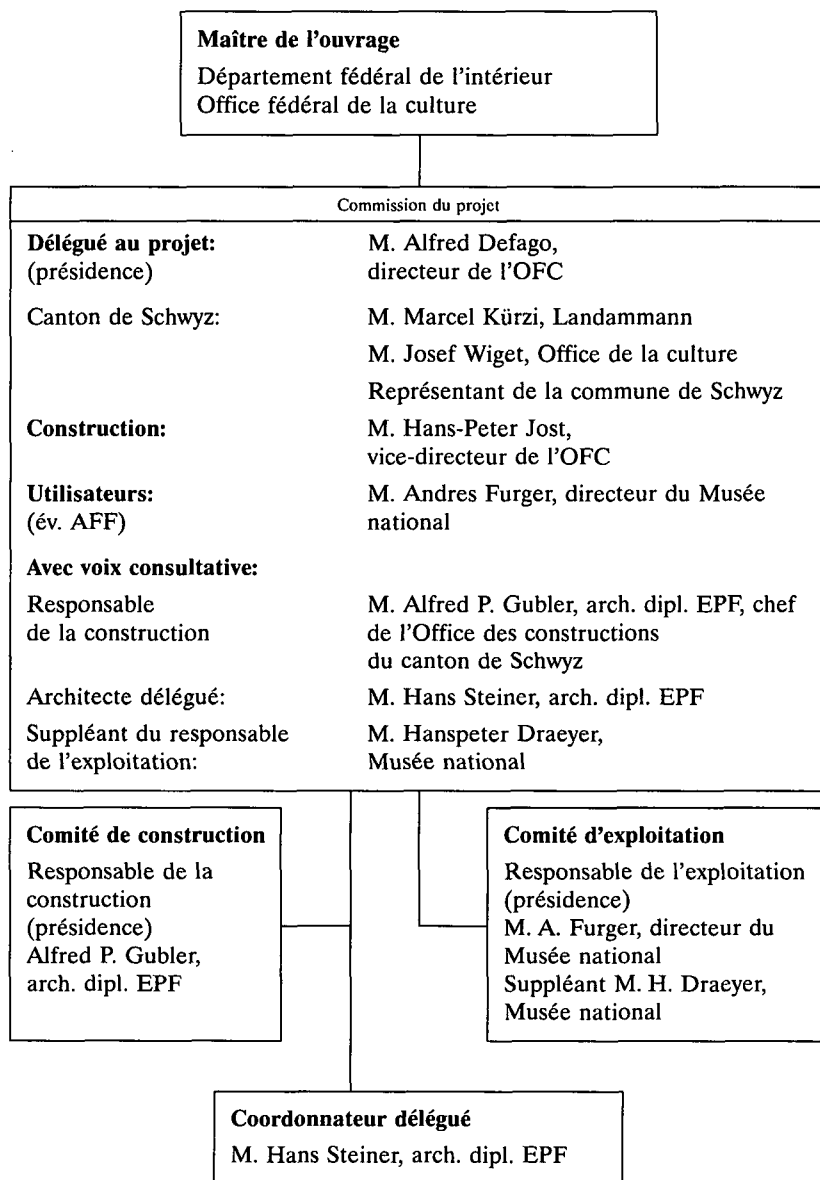 Maître de l'ouvrage
Département fédéral de l'intérieur
Office fédéral de la culture
Commission du projet
Délégué au projet: M. Alfred Defago,
(présidence) directeur de l'OFC
Canton de Schwyz: M. Marcel Kürzi, Landammann
M. Josef Wiget, Office de la culture
Représentant de la commune de Schwyz
Construction: M. Hans-Peter Jost,
vice-directeur de l'OFC
Utilisateurs: M. Andres Furger, directeur du Musée
(év. AFF) national
Avec voix consultative:
Responsable M. Alfred P. Gubler, arch. dipl. EPF, chef
de la construction de l'Office des constructions
du canton de Schwyz
Architecte délégué: M. Hans Steiner, arch. dipl. EPF
Suppléant du responsable M. Hanspeter Draeyer,
de l'exploitation: Musée national
Comité de construction
Responsable de la
construction
(présidence)
Alfred P. Gubler,
arch. dipl. EPF
Comité d'exploitation
Responsable de l'exploitation
(présidence)
M. A. Furger, directeur du
Musée national
Suppléant M. H. Draeyer,
Musée national
Coordonnateur délégué
M. Hans Steiner, arch. dipl. EPF